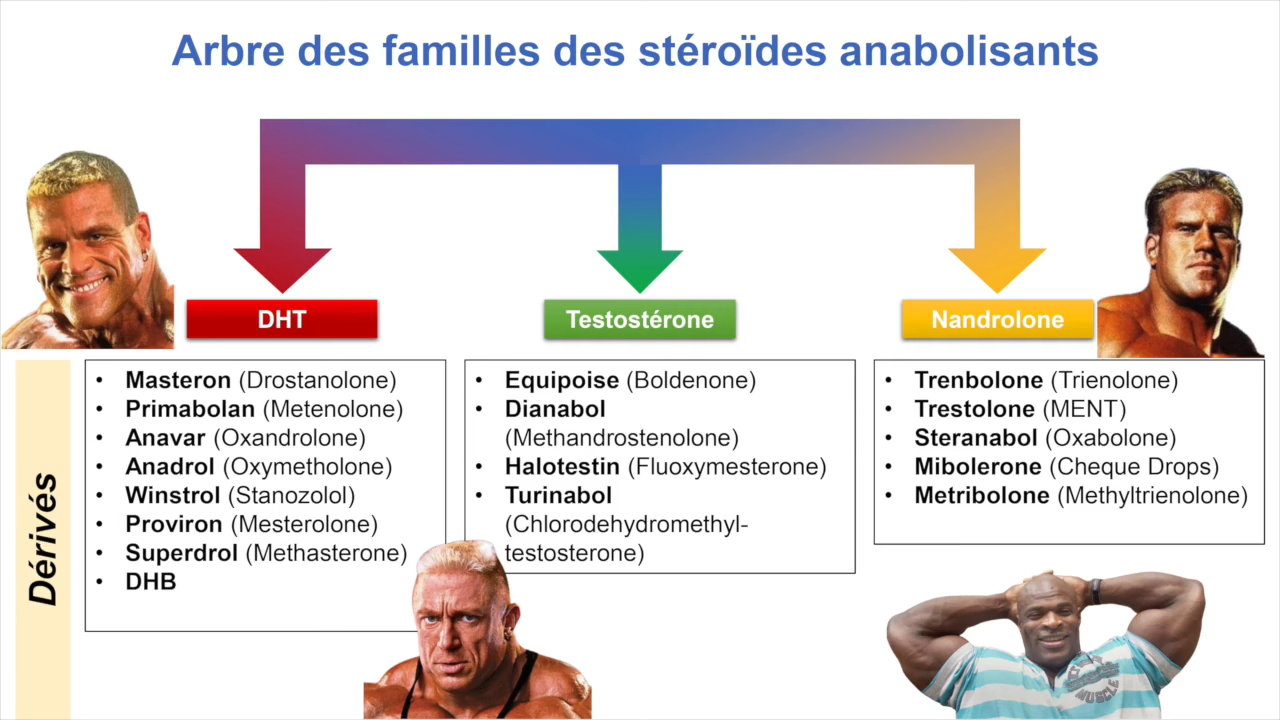 Arbre des familles des stéroïdes anabolisants
DHT
Testostérone
Nandrolone
Dérivés
• Masteron (Drostanolone)
• Primabolan (Metenolone)
• Anavar (Oxandrolone)
• Anadrol (Oxymetholone)
• Winstrol (Stanozolol)
• Proviron (Mesterolone)
• Superdrol (Methasterone)
• DHB
• Equipoise (Boldenone)
• Dianabol
(Methandrostenolone)
• Halotestin (Fluoxymesterone)
• Turinabol
(Chlorodehydromethyl-
testosterone)
• Trenbolone (Trienolone)
• Trestolone (MENT)
• Steranabol (Oxabolone)
• Mibolerone (Cheque Drops)
• Metribolone (Methyltrienolone)
MUSCLE